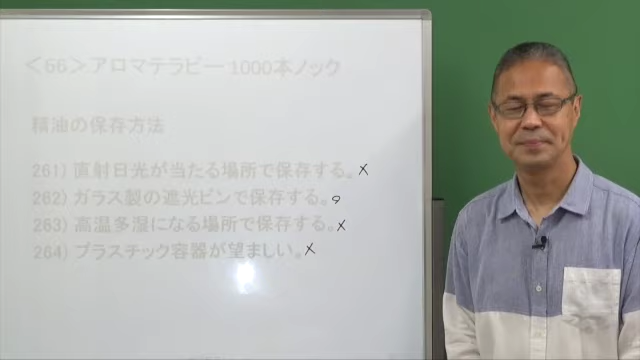 ＜66＞アロマテラピー 1000本ノック
精油の保存方法
261) 直射日光が当たる場所で保存する。×
262) ガラス製の遮光ビンで保存する。○
263) 高温多湿になる場所で保存する。×
264) プラスチック容器が望ましい。×